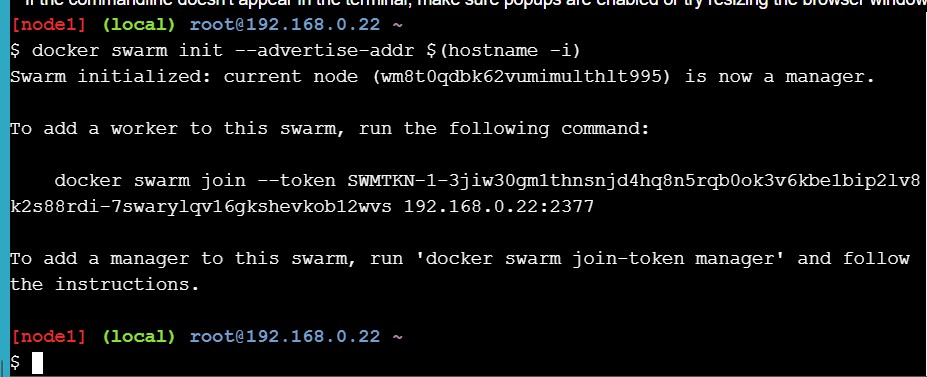 If the commandline doesn't appear in the terminal, make sure popups are enabled or try resizing the browser window
[node1] (local) root@192.168.0.22 ~
$ docker swarm init --advertise-addr $(hostname -i)
Swarm initialized: current node (wm8t0qdbk62vumimulthlt995) is now a manager.
To add a worker to this swarm, run the following command:
docker swarm join --token SWMTKN-1-3jiw30gm1thnsnjd4hq8n5rqb0ok3v6kbe1bip2lv8
k2s88rdi-7swarylqv16gkshevkob12wvs 192.168.0.22:2377
To add a manager to this swarm, run 'docker swarm join-token manager' and follow
the instructions.
[node1] (local) root@192.168.0.22 ~
$